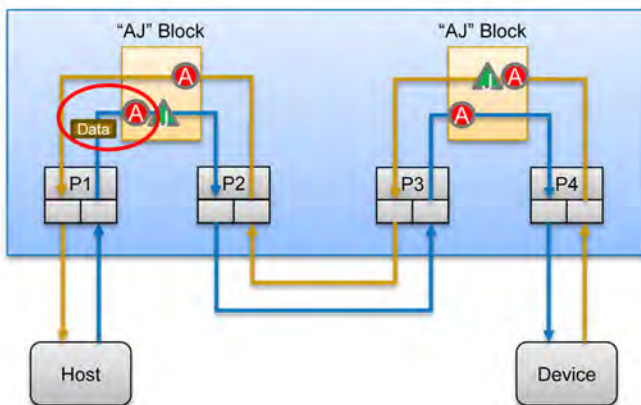 “AJ” Block
“AJ” Block
A
J
A
A
J
A
Data
P1
P2
P3
P4
Host
Device